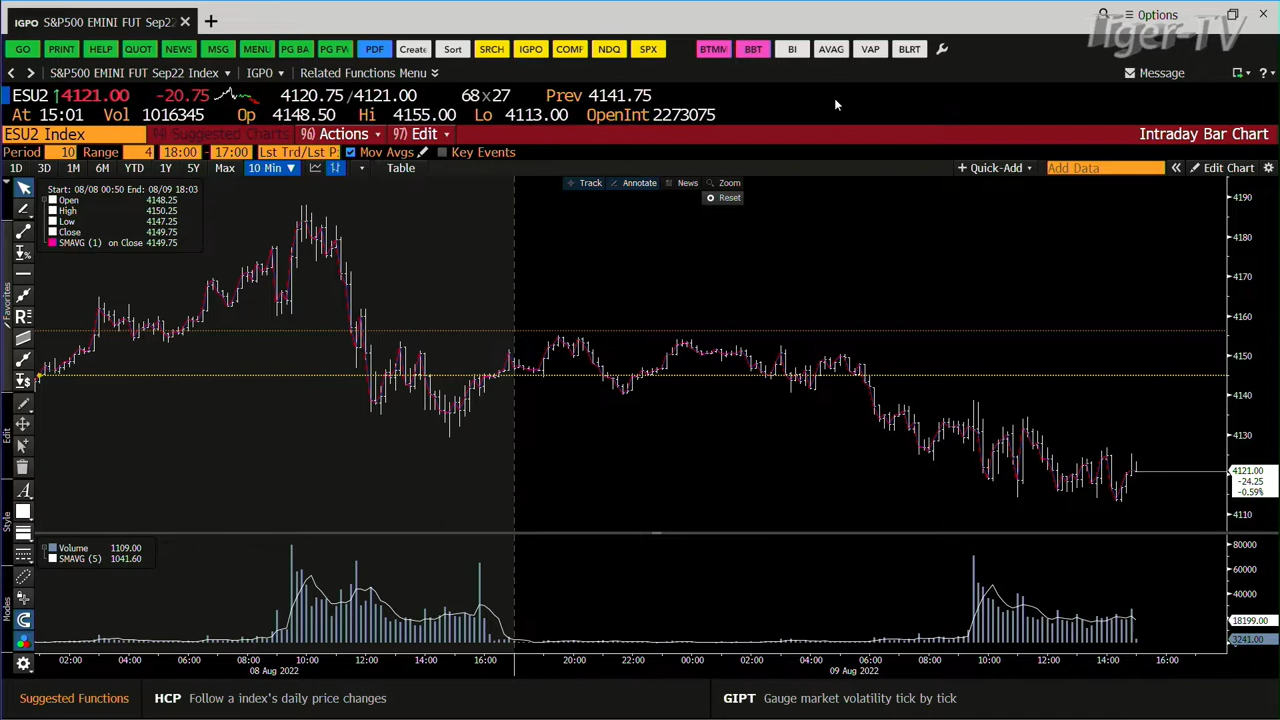 IGPO S&P500 EMINI FUT Sep22
Options
Tiger-TV
GO PRINT HELP QUOT NEWS MSG MENU PG BA PG FW PDF Create Sort SRCH IGPO COMF NDQ SPX BTMM BBT BI AVAG VAP BLRT
S&P500 EMINI FUT Sep22 Index IGPO Related Functions Menu Message
ESU2 ↑4121.00 -20.75 4120.75/4121.00 68x27 Prev 4141.75
At 15:01 Vol 1016345 Op 4148.50 Hi 4155.00 Lo 4113.00 OpenInt 2273075
ESU2 Index 94) Suggested Charts 96) Actions 97) Edit Intraday Bar Chart
Period 10 Range 4 18:00 - 17:00 Lst Trd/Lst P Mov Avgs Key Events
1D 3D 1M 6M YTD 1Y 5Y Max 10 Min Table + Quick-Add Add Data Edit Chart
Track Annotate News Zoom
Reset
Start: 08/08 00:50 End: 08/09 18:03
Open 4148.25
High 4150.25
Low 4147.25
Close 4149.75
SMAVG (1) on Close 4149.75
Favorites
Edit
Style
Modes
4190
4180
4170
4160
4150
4140
4130
4121.00
-24.25
-0.59%
4110
Volume 1109.00
SMAVG (5) 1041.60
80000
60000
40000
18199.00
3241.00
02:00 04:00 06:00 08:00 10:00 12:00 14:00 16:00 20:00 22:00 00:00 02:00 04:00 06:00 08:00 10:00 12:00 14:00 16:00
08 Aug 2022 09 Aug 2022
Suggested Functions HCP Follow a index's daily price changes GIPT Gauge market volatility tick by tick